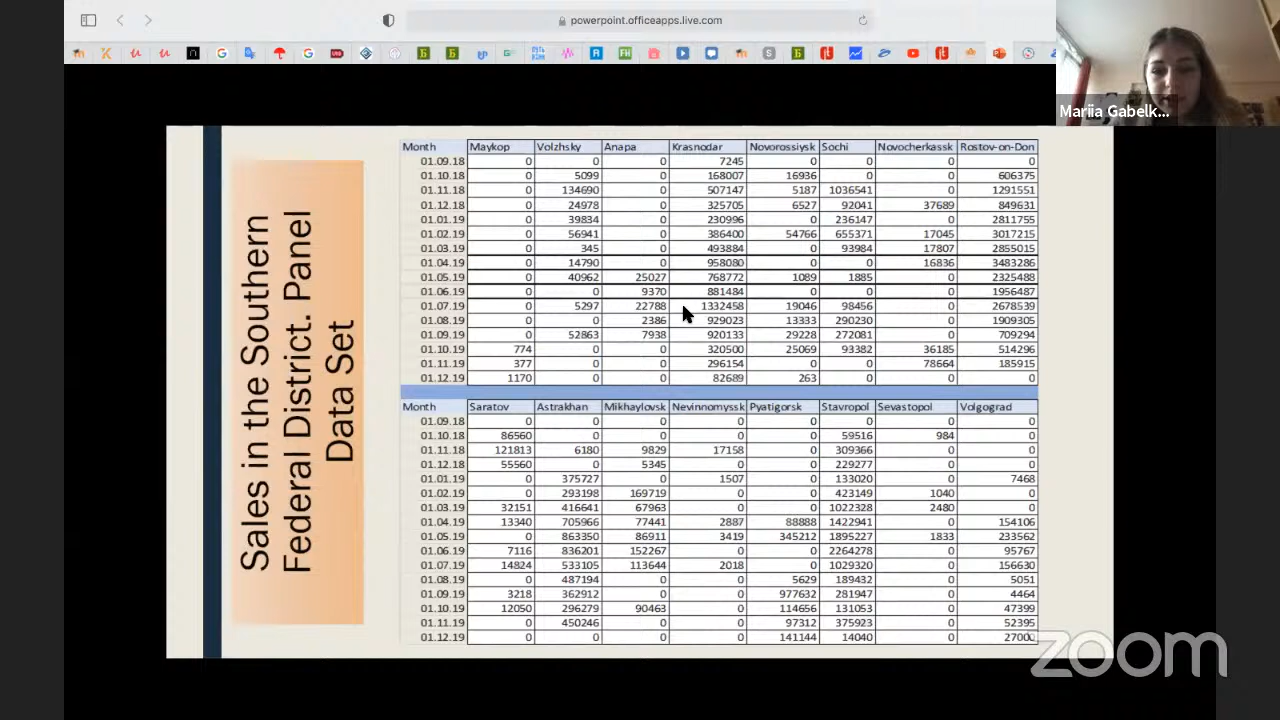 powerpoint.officeapps.live.com
Mariia Gabelk...
Sales in the Southern
Federal District. Panel
Data Set
Month Maykop Volzhsky Anapa Krasnodar Novorossiysk Sochi Novocherkassk Rostov-on-Don
01.09.18 0 0 0 7245 0 0 0 0
01.10.18 0 5099 0 168007 16936 0 0 606375
01.11.18 0 134690 0 507147 5187 1036541 0 1291551
01.12.18 0 24978 0 325705 6527 92041 37689 849631
01.01.19 0 39834 0 230996 0 236147 0 2811755
01.02.19 0 56941 0 386400 54766 655371 17045 3017215
01.03.19 0 345 0 493884 0 93984 17807 2855015
01.04.19 0 14790 0 958080 0 0 16836 3483286
01.05.19 0 40962 25027 768772 1089 1885 0 2325488
01.06.19 0 0 9370 881484 0 0 0 1956487
01.07.19 0 5297 22788 1332458 19046 98456 0 2678539
01.08.19 0 0 2386 929023 13333 290230 0 1909305
01.09.19 0 52863 7938 920133 29228 272081 0 709294
01.10.19 774 0 0 320500 25069 93382 36185 514296
01.11.19 377 0 0 296154 0 0 78664 185915
01.12.19 1170 0 0 82689 263 0 0 0
Month Saratov Astrakhan Mikhaylovsk Nevinnomyssk Pyatigorsk Stavropol Sevastopol Volgograd
01.09.18 0 0 0 0 0 0 0 0
01.10.18 86560 0 0 0 0 59516 984 0
01.11.18 121813 6180 9829 17158 0 309366 0 0
01.12.18 55560 0 5345 0 0 229277 0 0
01.01.19 0 375727 0 1507 0 133020 0 7468
01.02.19 0 293198 169719 0 0 423149 1040 0
01.03.19 32151 416641 67963 0 0 1022328 2480 0
01.04.19 13340 705966 77441 2887 88888 1422941 0 154106
01.05.19 0 863350 86911 3419 345212 1895227 1833 233562
01.06.19 7116 836201 152267 0 0 2264278 0 95767
01.07.19 14824 533105 113644 2018 0 1029320 0 156630
01.08.19 0 487194 0 0 5629 189432 0 5051
01.09.19 3218 362912 0 0 977632 281947 0 4464
01.10.19 12050 296279 90463 0 114656 131053 0 47399
01.11.19 0 450246 0 0 97312 375923 0 52395
01.12.19 0 0 0 0 141144 14040 0 27000
zoom